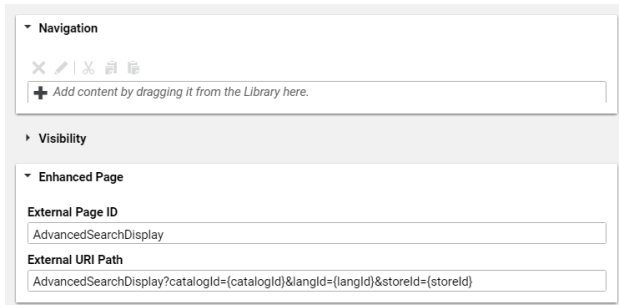 Navigation
Add content by dragging it from the Library here.
Visibility
Enhanced Page
External Page ID
AdvancedSearchDisplay
External URI Path
AdvancedSearchDisplay?catalogId={catalogId}&langId={langId}&storeId={storeId}